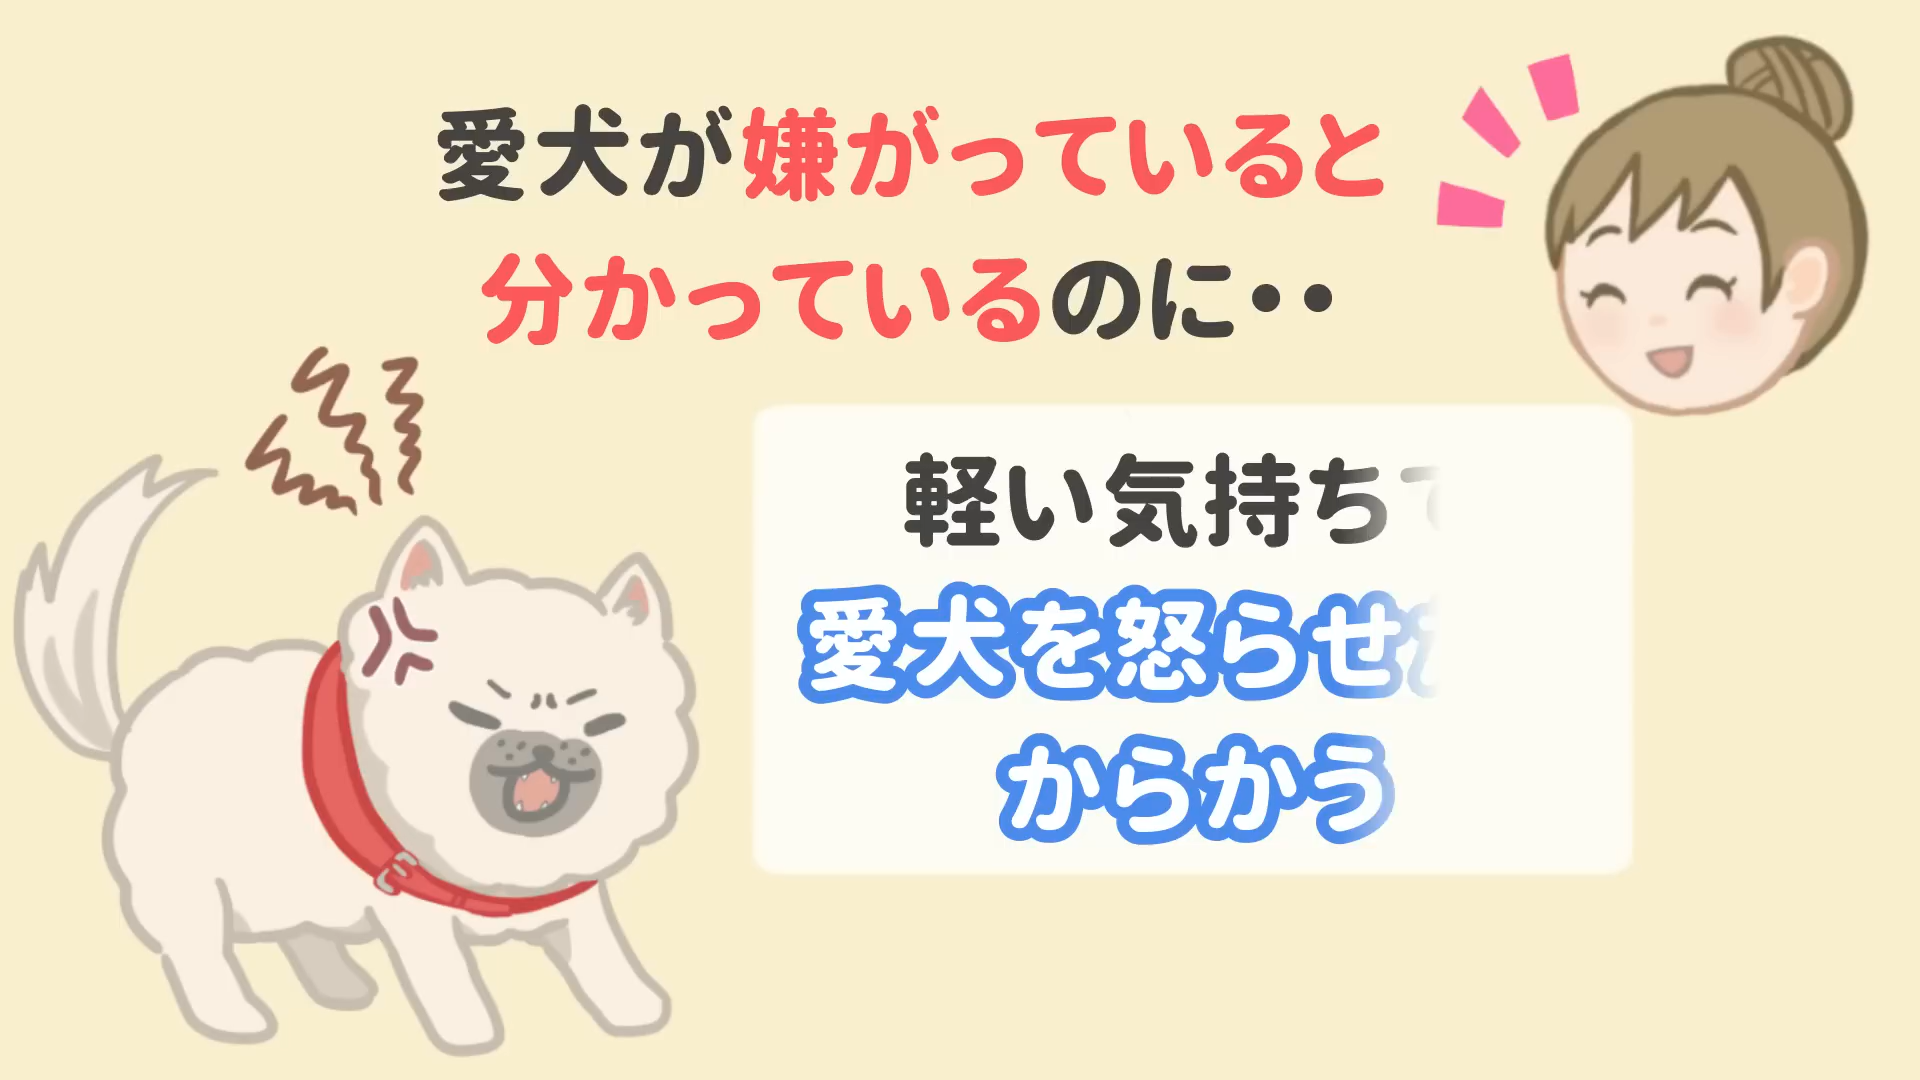 愛犬が嫌がっていると
分かっているのに・・
軽い気持ち
愛犬を怒らせ
からかう